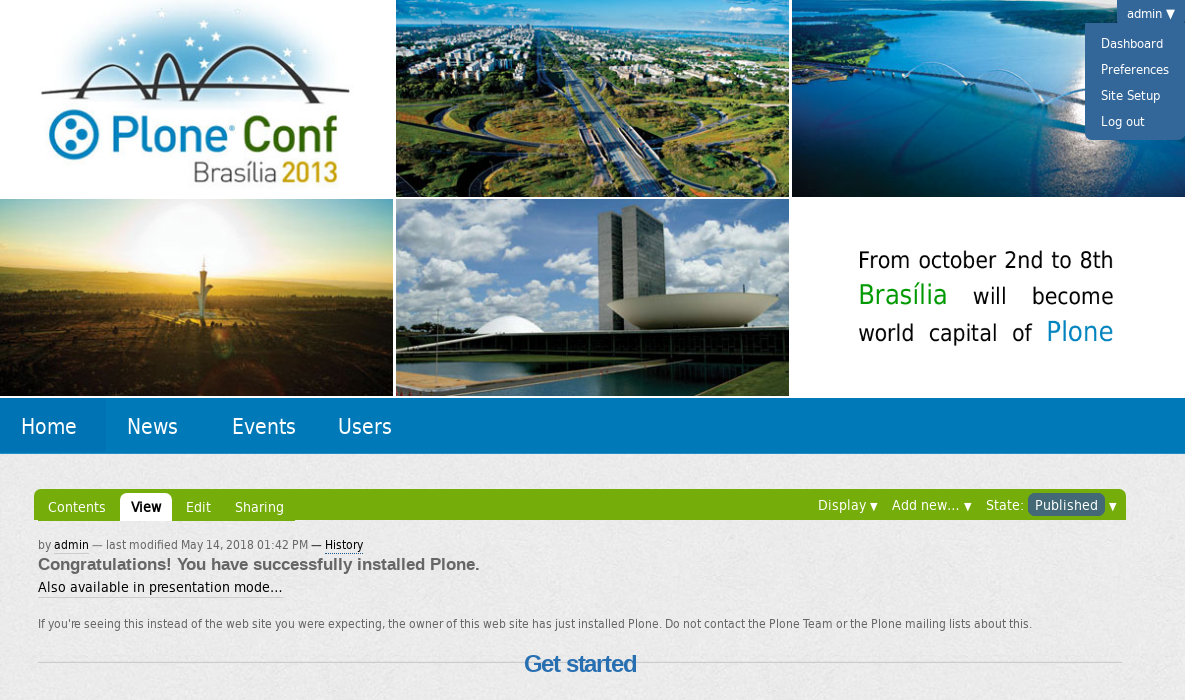 Plone® Conf
Brasília 2013
admin ▼
Dashboard
Preferences
Site Setup
Log out
From october 2nd to 8th
Brasília will become
world capital of Plone
Home News Events Users
Contents View Edit Sharing Display ▼ Add new... ▼ State: Published ▼
by admin — last modified May 14, 2018 01:42 PM — History
Congratulations! You have successfully installed Plone.
Also available in presentation mode...
If you're seeing this instead of the web site you were expecting, the owner of this web site has just installed Plone. Do not contact the Plone Team or the Plone mailing lists about this.
Get started